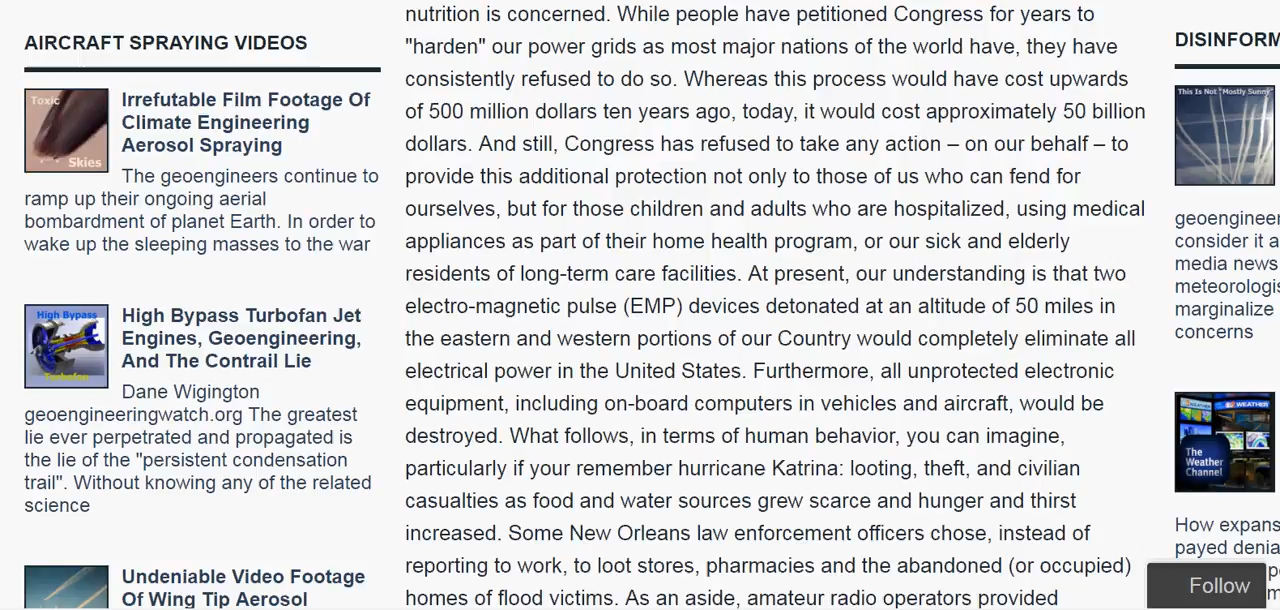 AIRCRAFT SPRAYING VIDEOS
Toxic
Skies
Irrefutable Film Footage Of
Climate Engineering
Aerosol Spraying
The geoengineers continue to
ramp up their ongoing aerial
bombardment of planet Earth. In order to
wake up the sleeping masses to the war
High Bypass
Turbofan
High Bypass Turbofan Jet
Engines, Geoengineering,
And The Contrail Lie
Dane Wigington
geoengineeringwatch.org The greatest
lie ever perpetrated and propagated is
the lie of the "persistent condensation
trail". Without knowing any of the related
science
Undeniable Video Footage
Of Wing Tip Aerosol
nutrition is concerned. While people have petitioned Congress for years to
"harden" our power grids as most major nations of the world have, they have
consistently refused to do so. Whereas this process would have cost upwards
of 500 million dollars ten years ago, today, it would cost approximately 50 billion
dollars. And still, Congress has refused to take any action – on our behalf – to
provide this additional protection not only to those of us who can fend for
ourselves, but for those children and adults who are hospitalized, using medical
appliances as part of their home health program, or our sick and elderly
residents of long-term care facilities. At present, our understanding is that two
electro-magnetic pulse (EMP) devices detonated at an altitude of 50 miles in
the eastern and western portions of our Country would completely eliminate all
electrical power in the United States. Furthermore, all unprotected electronic
equipment, including on-board computers in vehicles and aircraft, would be
destroyed. What follows, in terms of human behavior, you can imagine,
particularly if your remember hurricane Katrina: looting, theft, and civilian
casualties as food and water sources grew scarce and hunger and thirst
increased. Some New Orleans law enforcement officers chose, instead of
reporting to work, to loot stores, pharmacies and the abandoned (or occupied)
homes of flood victims. As an aside, amateur radio operators provided
DISINFORM
This Is Not "Mostly Sunny"
geoengineer
consider it a
media news
meteorologis
marginalize
concerns
WEATHER
The
Weather
Channel
How expans
payed denia
Follow